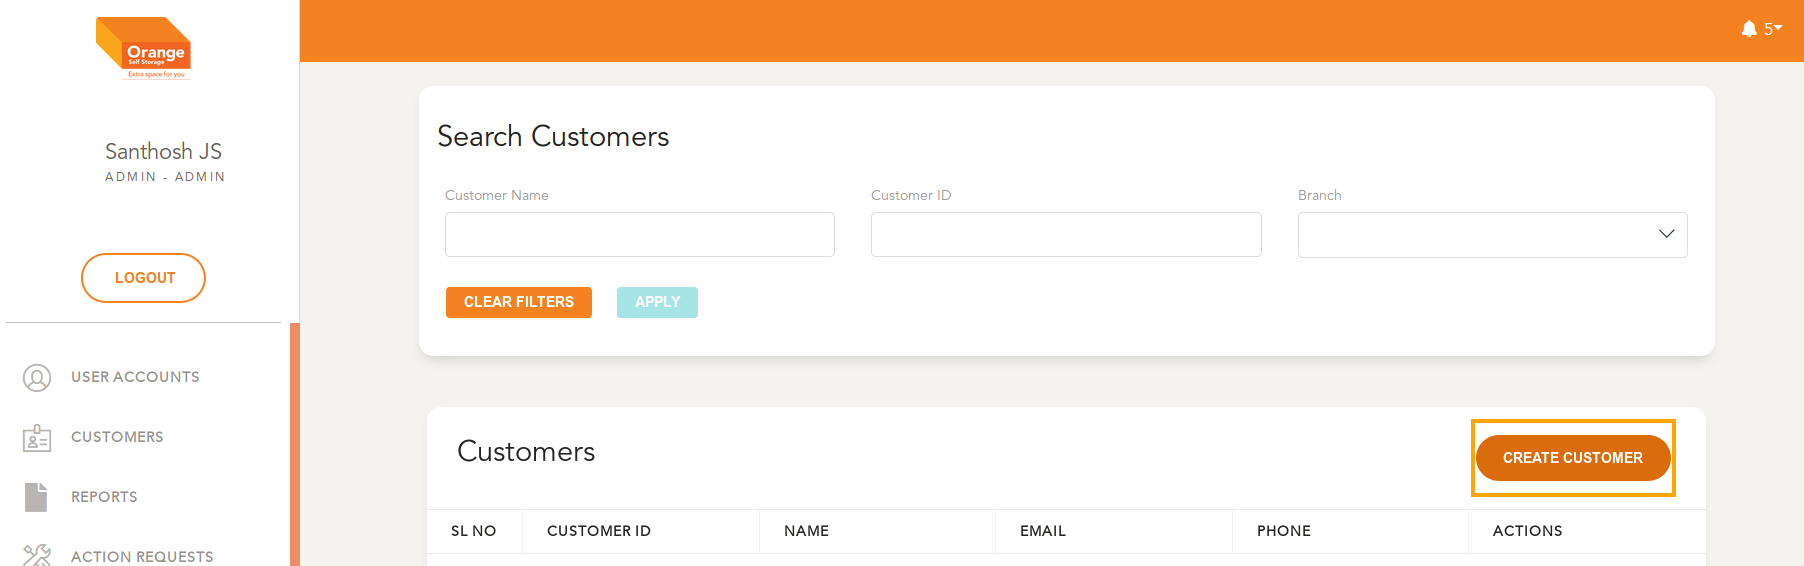 Orange
Self Storage
Extra space for you
Santhosh JS
ADMIN - ADMIN
LOGOUT
USER ACCOUNTS
CUSTOMERS
REPORTS
ACTION REQUESTS
5
Search Customers
Customer Name Customer ID Branch
CLEAR FILTERS APPLY
Customers
CREATE CUSTOMER
SL NO CUSTOMER ID NAME EMAIL PHONE ACTIONS